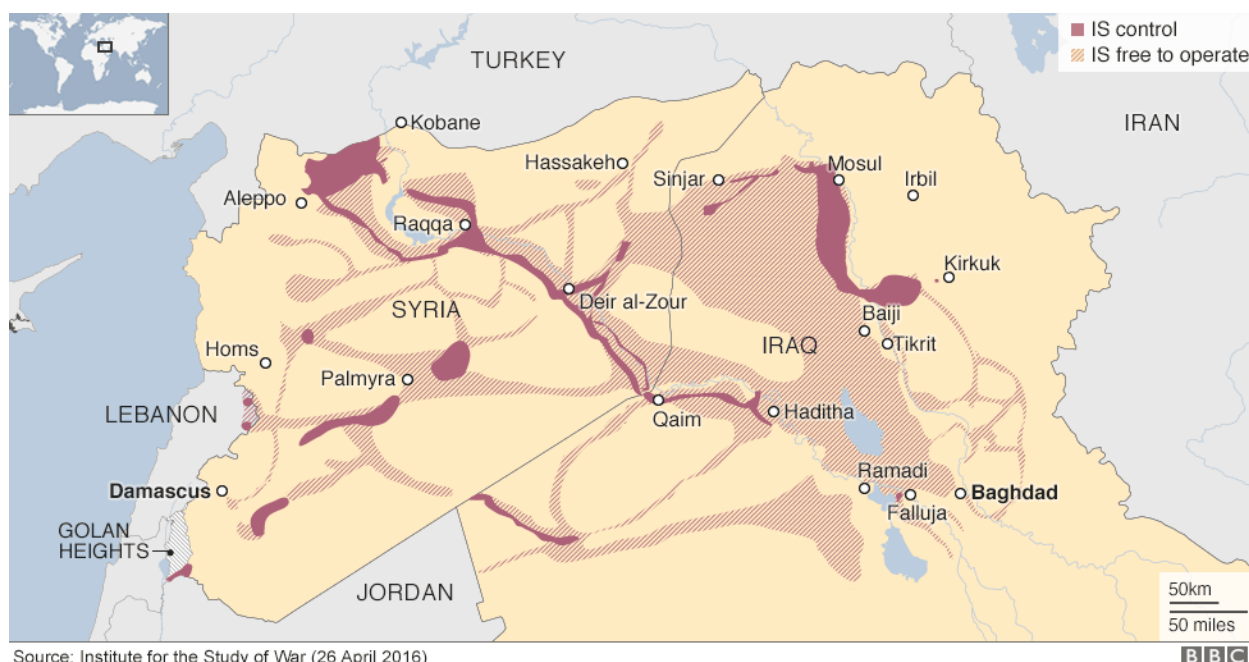 IS control
IS free to operate
TURKEY
IRAN
Kobane
Hassakeh
Sinjar
Mosul
Irbil
Aleppo
Raqqa
Kirkuk
Deir al-Zour
SYRIA
Baiji
IRAQ
Tikrit
Homs
Palmyra
LEBANON
Qaim
Haditha
Ramadi
Damascus
Baghdad
Falluja
GOLAN
HEIGHTS
JORDAN
50km
50 miles
Source: Institute for the Study of War (26 April 2016)
BBC